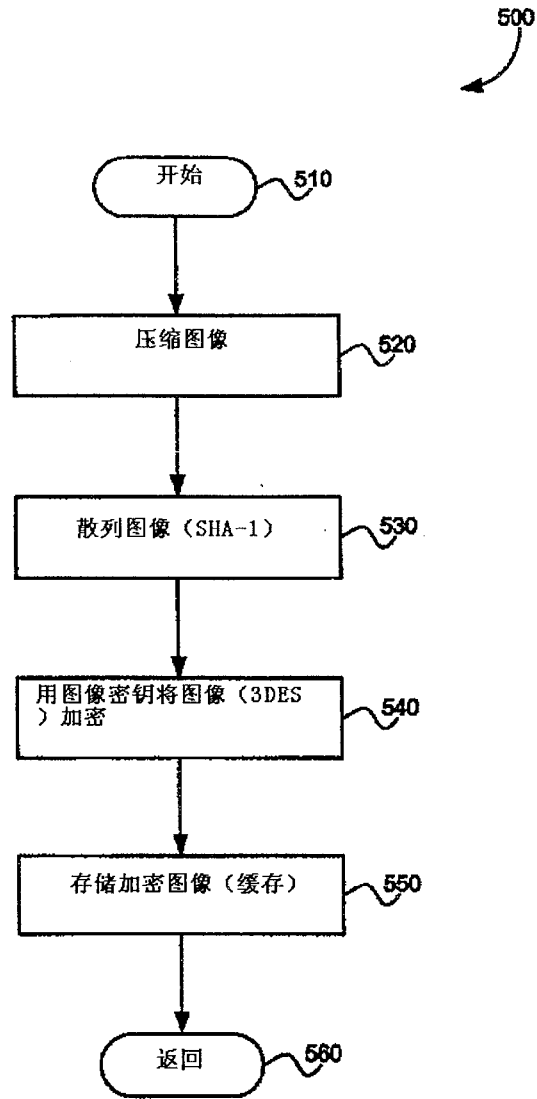 500
开始
510
压缩图像
520
散列图像（SHA-1）
530
用图像密钥将图像（3DES
）加密
540
存储加密图像（缓存）
550
返回
560